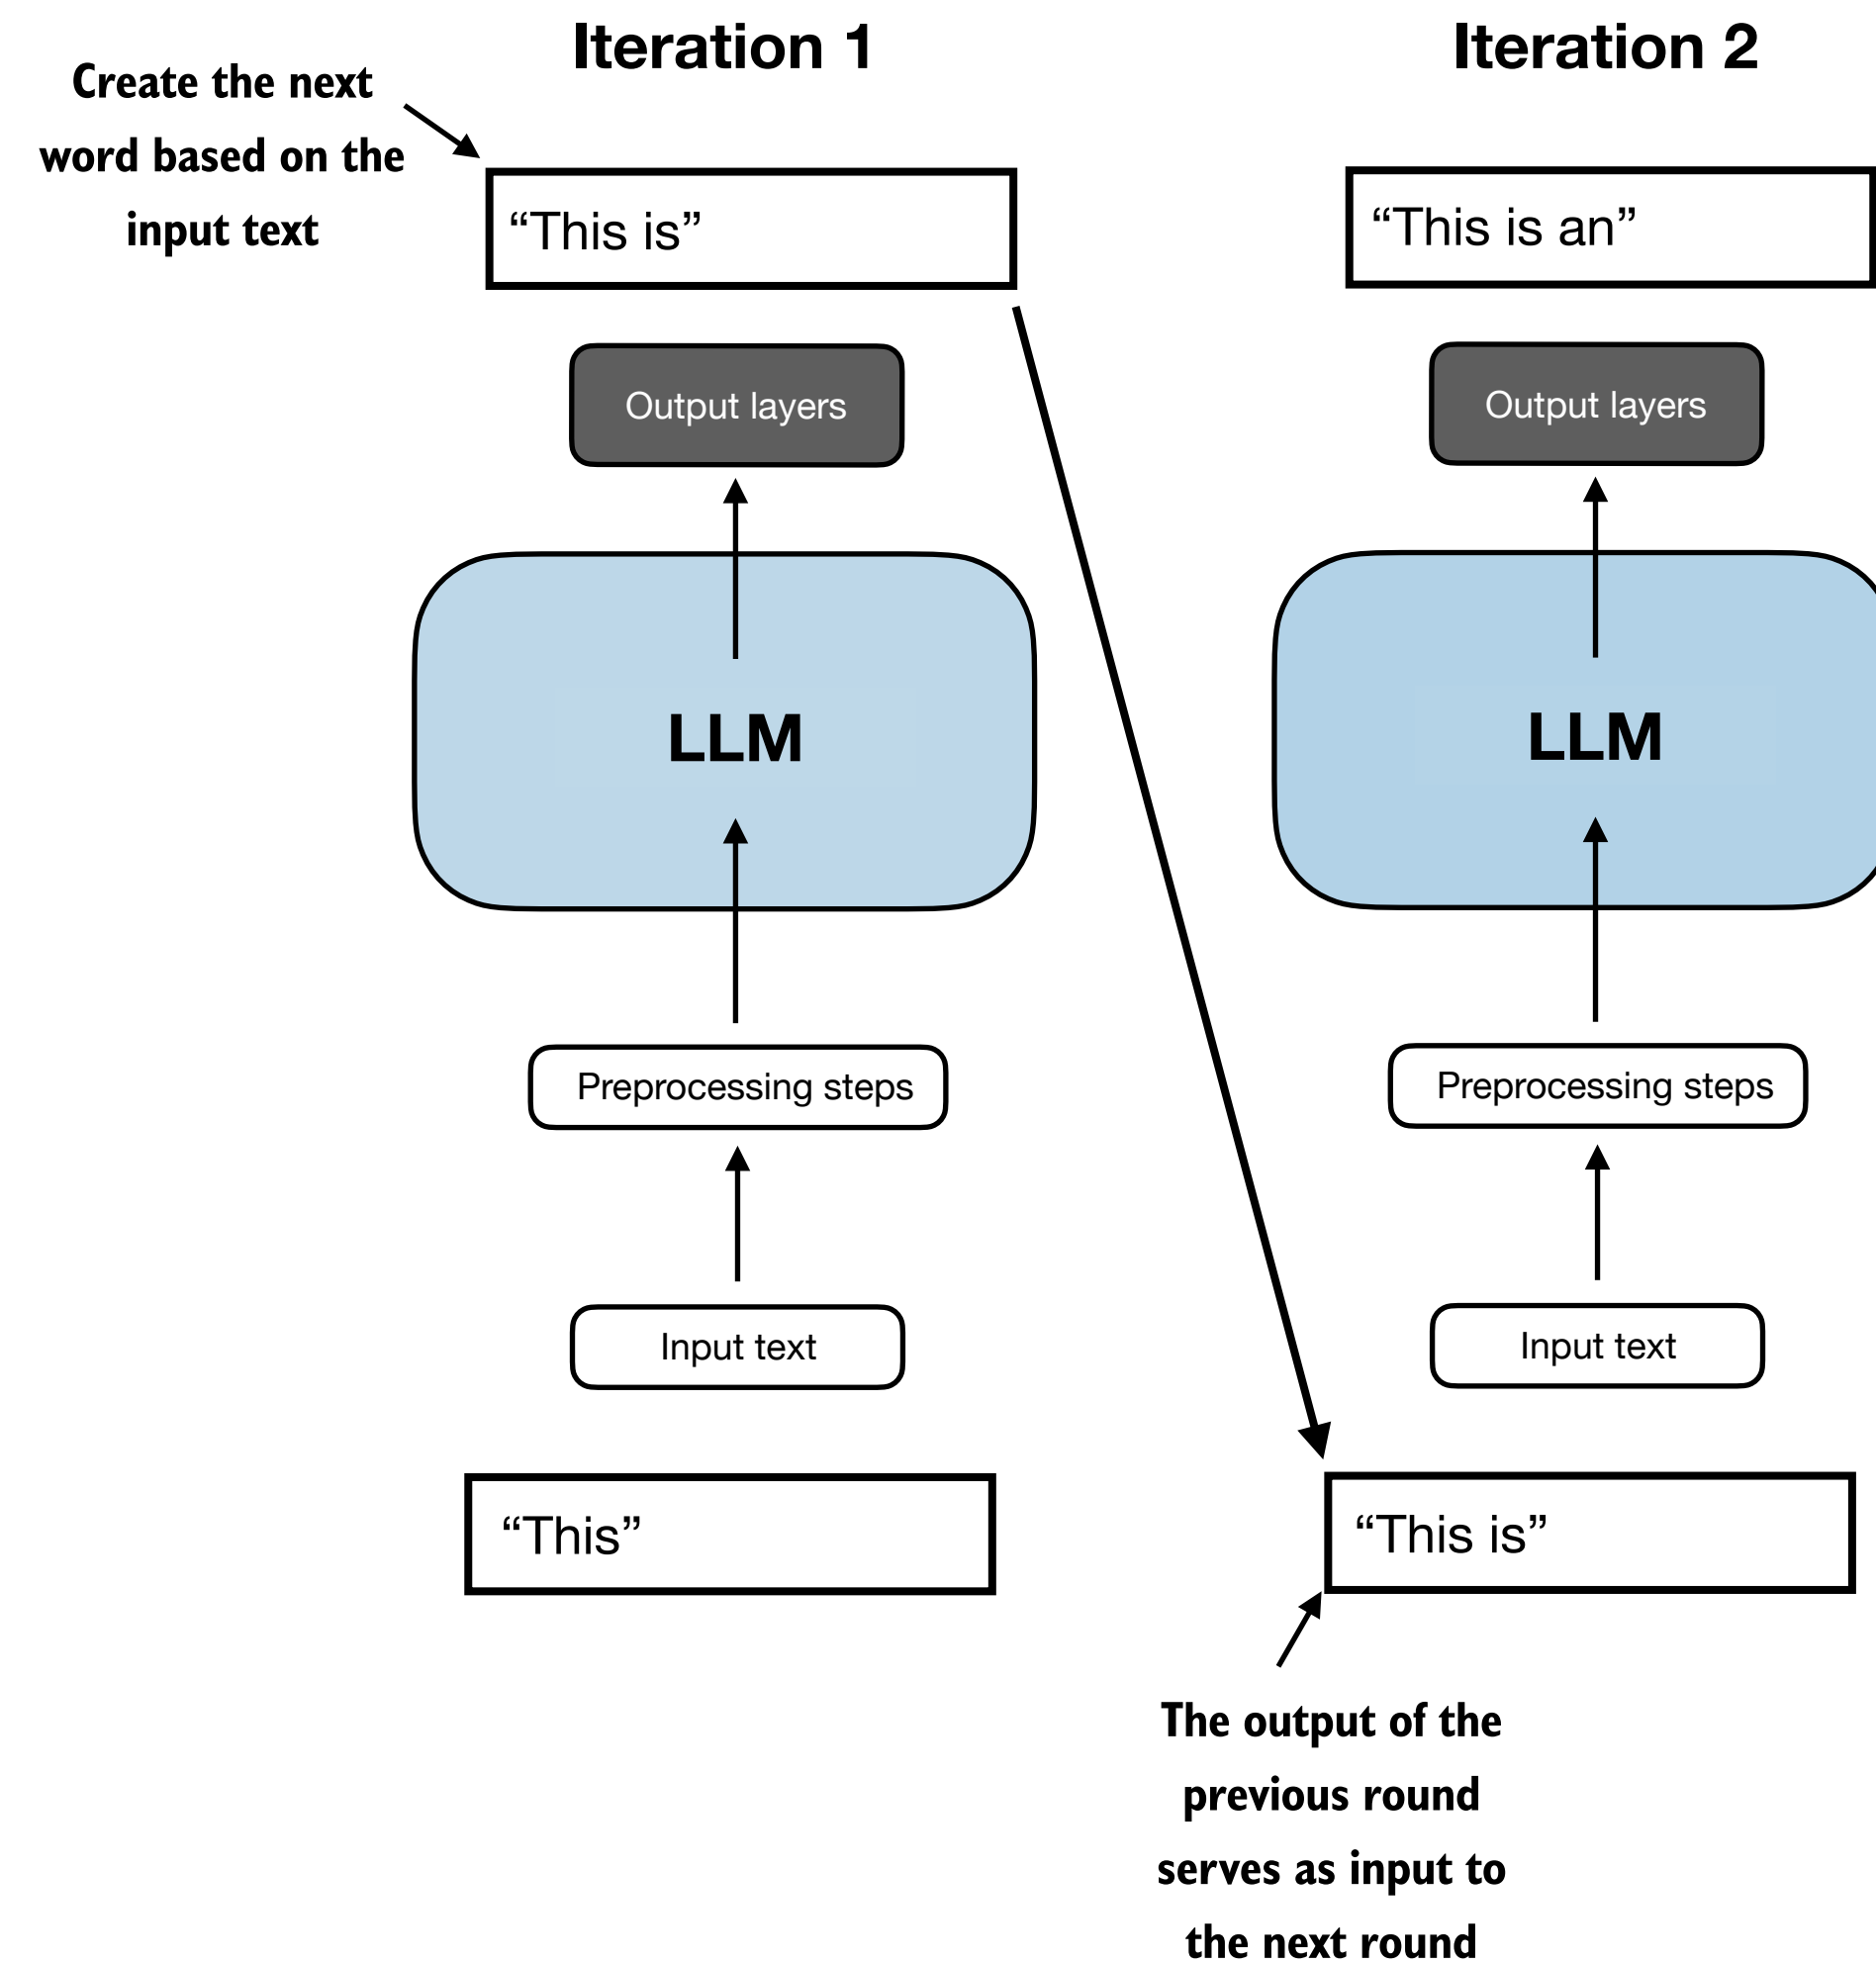 Iteration 1
Iteration 2
Create the next
word based on the
input text
“This is”
“This is an”
Output layers
Output layers
LLM
LLM
Preprocessing steps
Preprocessing steps
Input text
Input text
“This”
“This is”
The output of the
previous round
serves as input to
the next round